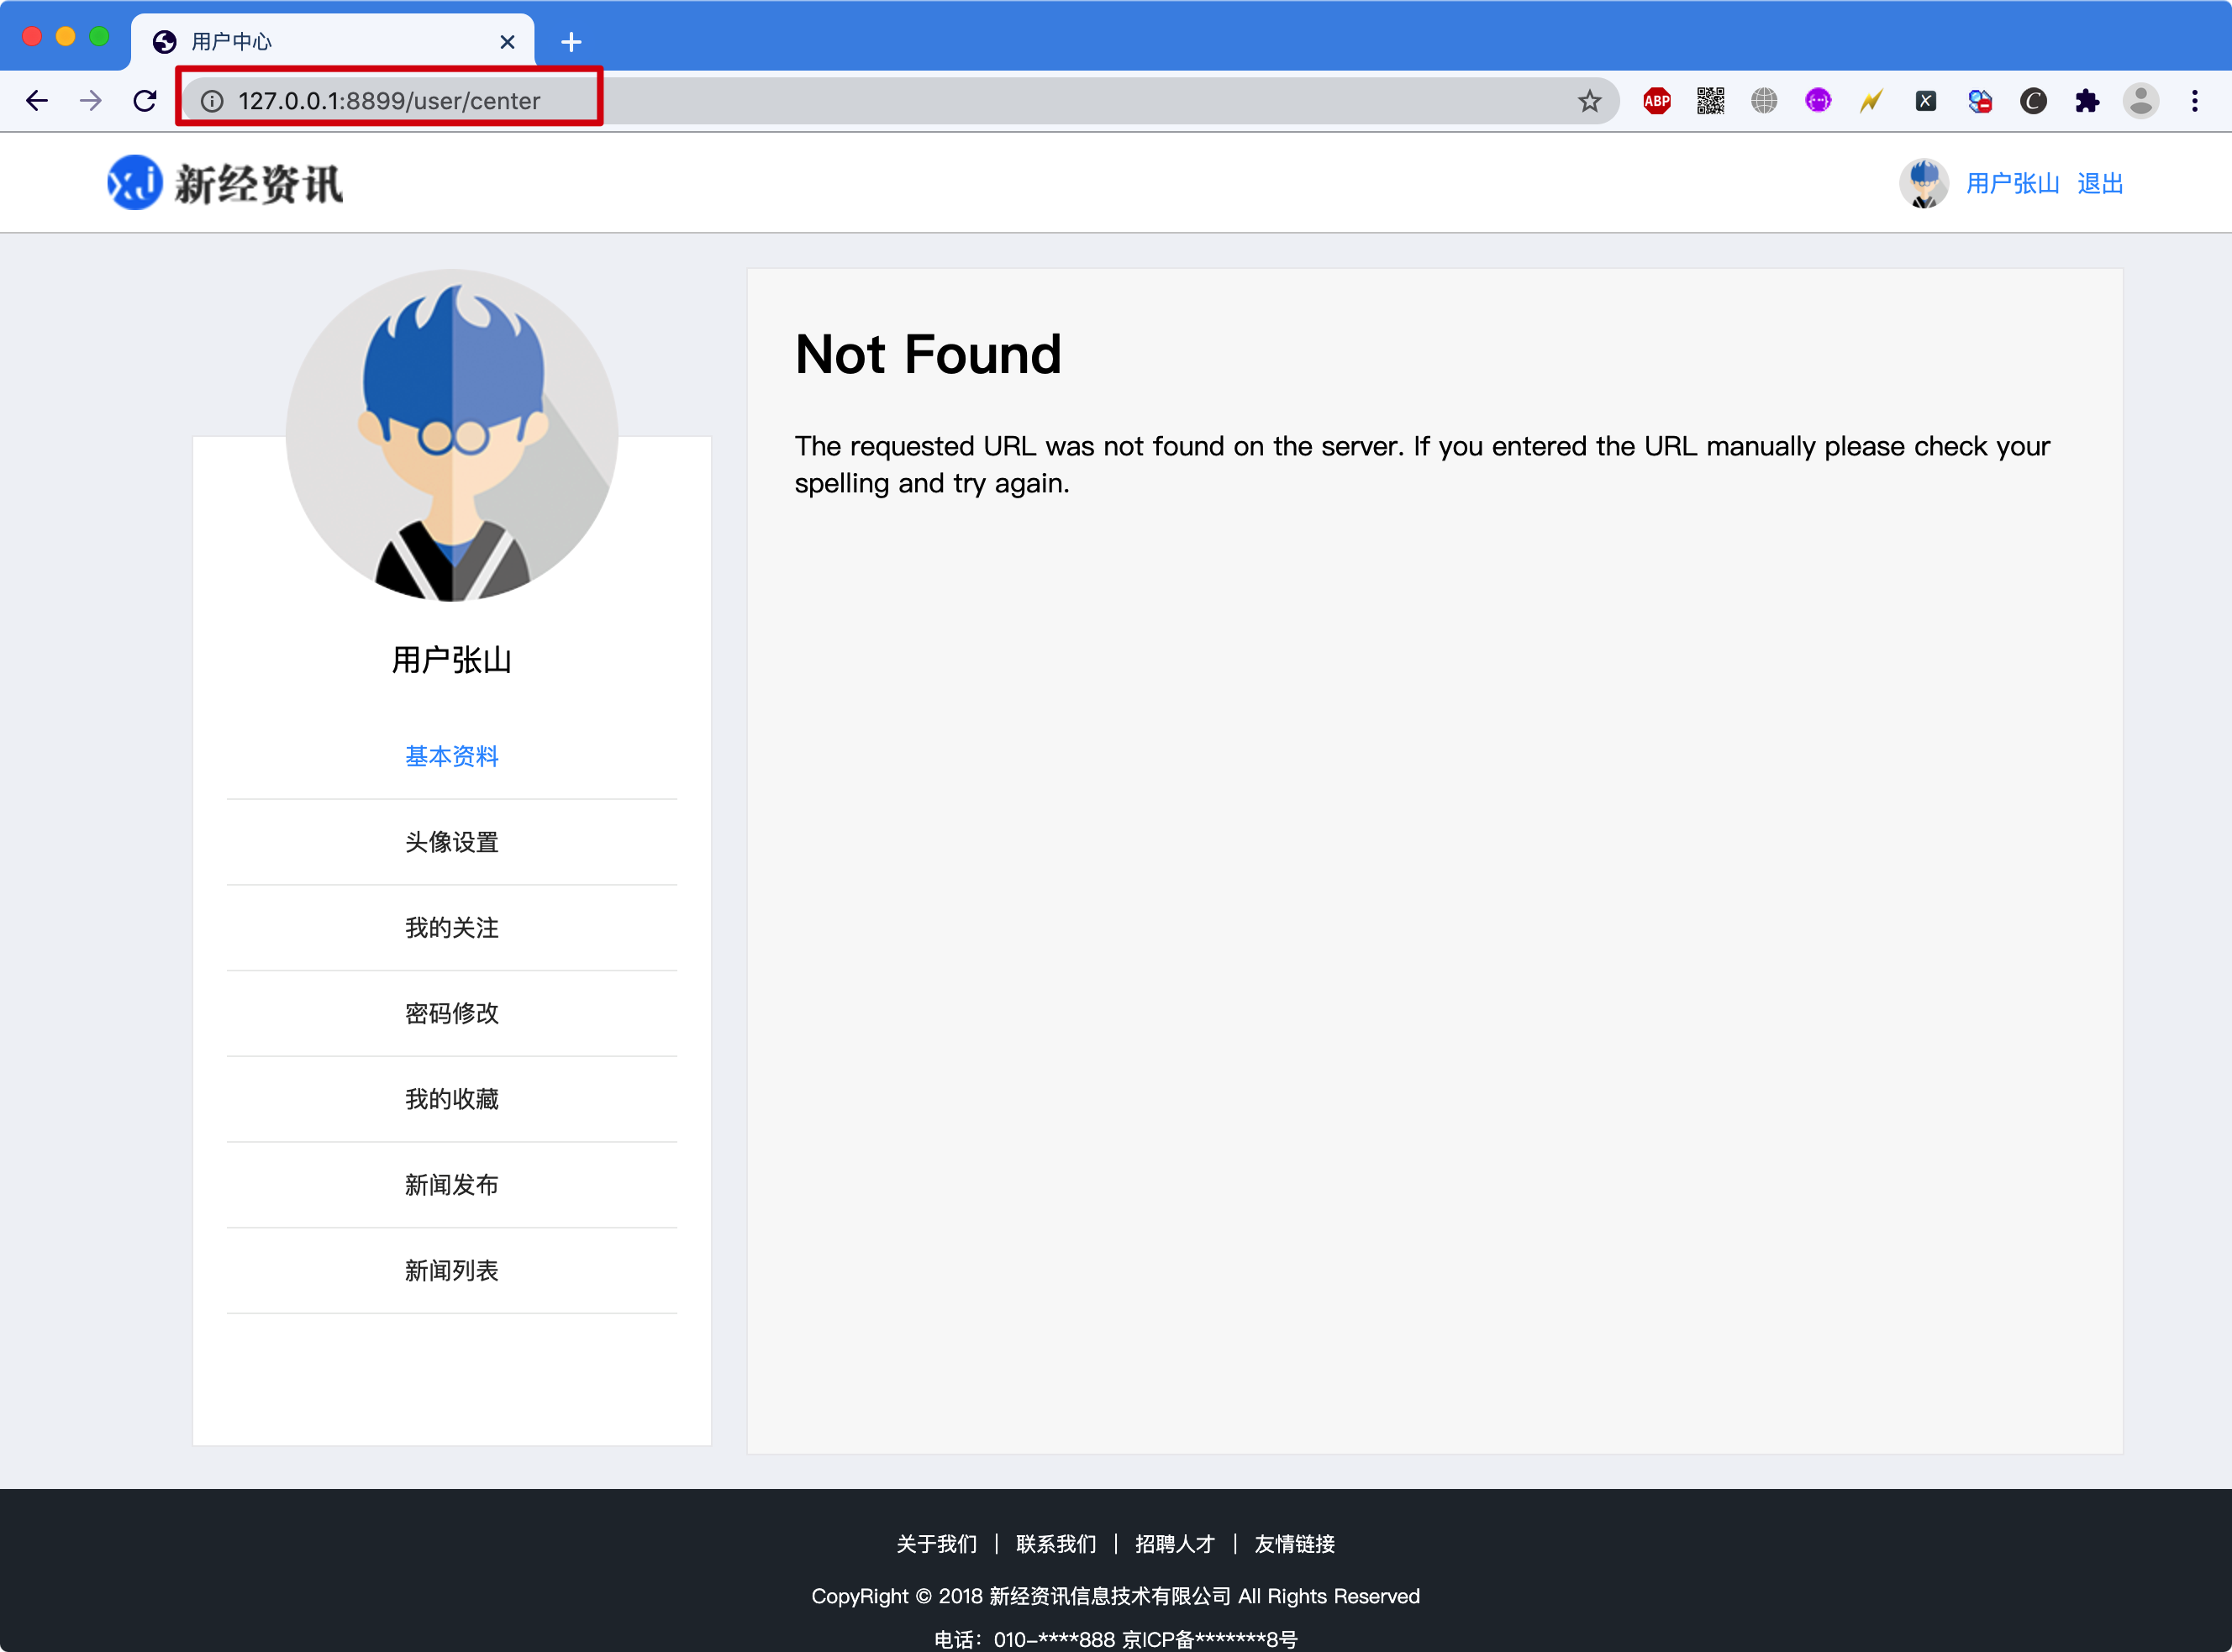 用户中心
127.0.0.1:8899/user/center
ABP
新经资讯
用户张山 退出
Not Found
The requested URL was not found on the server. If you entered the URL manually please check your
spelling and try again.
用户张山
基本资料
头像设置
我的关注
密码修改
我的收藏
新闻发布
新闻列表
关于我们 | 联系我们 | 招聘人才 | 友情链接
CopyRight © 2018 新经资讯信息技术有限公司 All Rights Reserved
电话：010-****888 京ICP备*******8号